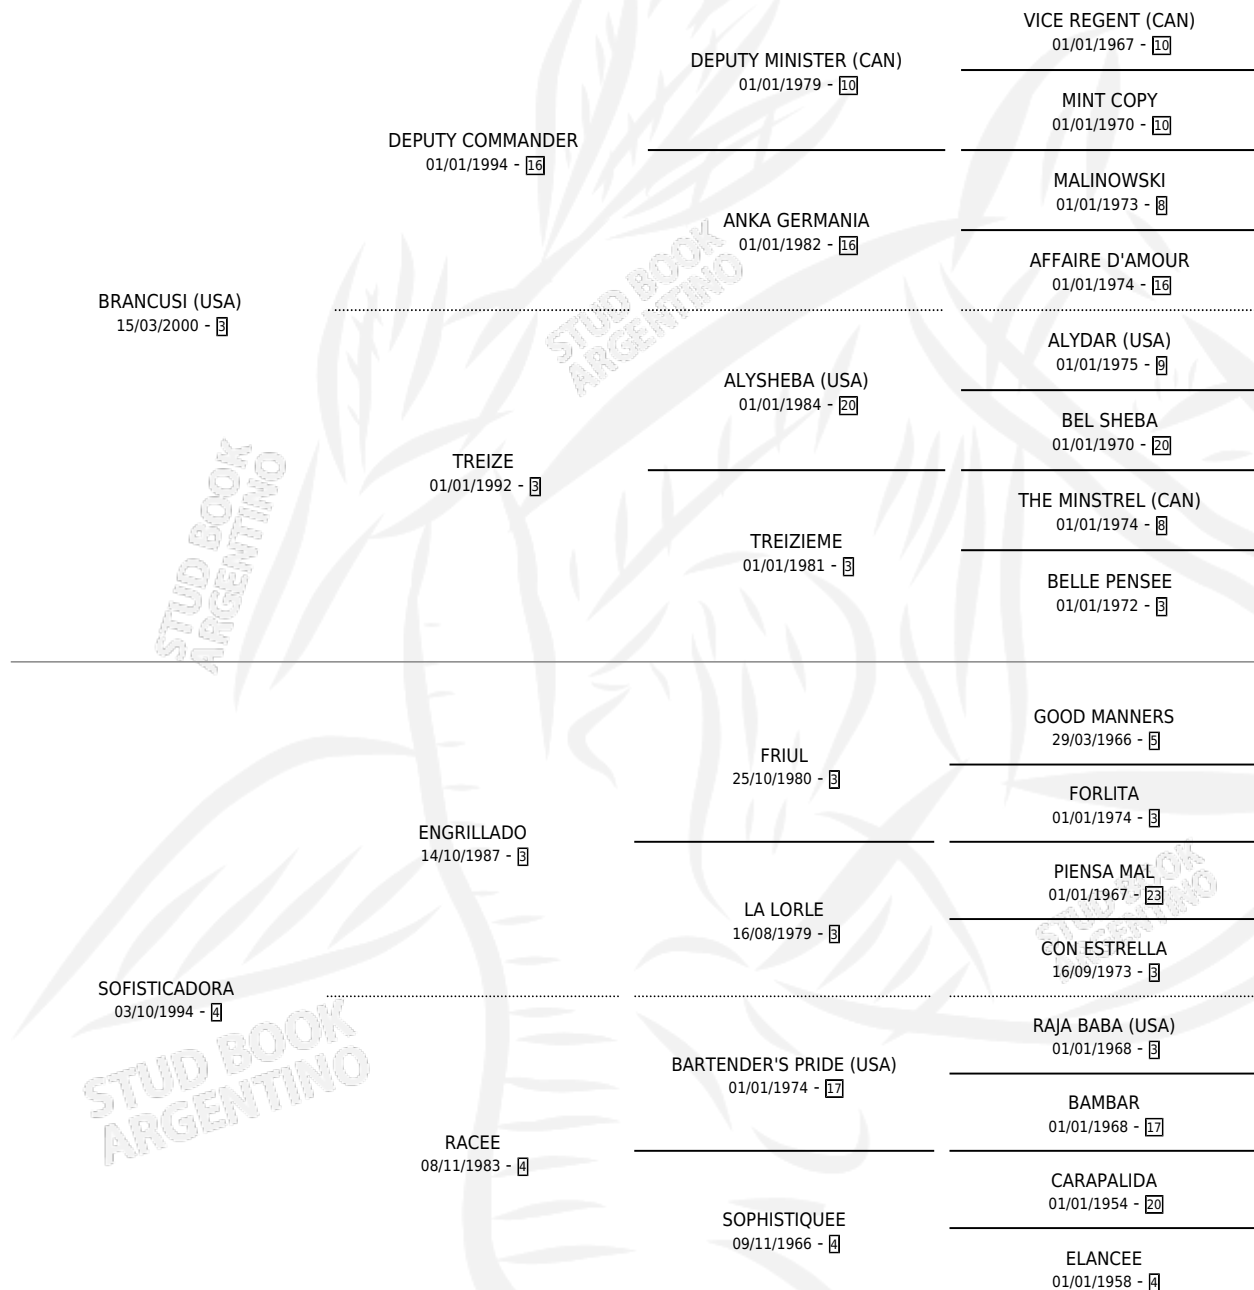 VICE REGENT (CAN)
01/01/1967 - 10
DEPUTY MINISTER (CAN)
01/01/1979 - 10
MINT COPY
01/01/1970 - 10
DEPUTY COMMANDER
01/01/1994 - 16
MALINOWSKI
01/01/1973 - 8
ANKA GERMANIA
01/01/1982 - 16
AFFAIRE D'AMOUR
01/01/1974 - 16
BRANCUSI (USA)
15/03/2000 - 3
STUD BOOK
ARGENTINO
ALYDAR (USA)
01/01/1975 - 9
ALYSHEBA (USA)
01/01/1984 - 20
BEL SHEBA
01/01/1970 - 20
TREIZE
01/01/1992 - 3
THE MINSTREL (CAN)
01/01/1974 - 8
TREIZIEME
01/01/1981 - 3
BELLE PENSEE
01/01/1972 - 3
STUD BOOK
ARGENTINO
GOOD MANNERS
29/03/1966 - 5
FRIUL
25/10/1980 - 3
FORLITA
01/01/1974 - 3
ENGRILLADO
14/10/1987 - 3
PIENSA MAL
01/01/1967 - 23
STUD BOOK
ARGENTINO
LA LORLE
16/08/1979 - 3
CON ESTRELLA
16/09/1973 - 3
SOFISTICADORA
03/10/1994 - 4
STUD BOOK
ARGENTINO
RAJA BABA (USA)
01/01/1968 - 3
BARTENDER'S PRIDE (USA)
01/01/1974 - 17
BAMBAR
01/01/1968 - 17
RACEE
08/11/1983 - 4
CARAPALIDA
01/01/1954 - 20
SOPHISTIQUEE
09/11/1966 - 4
ELANCEE
01/01/1958 - 4